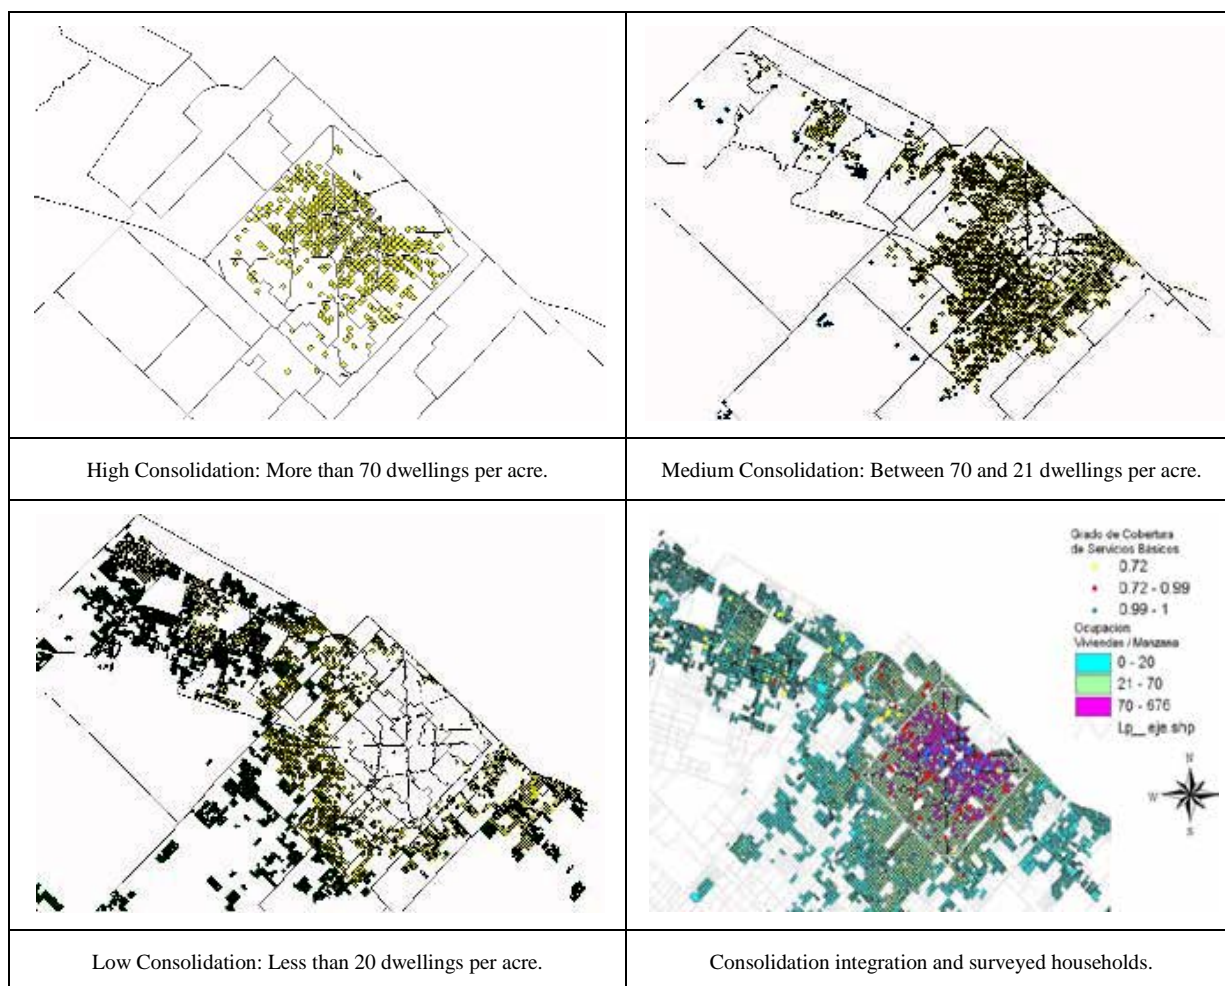 High Consolidation: More than 70 dwellings per acre.
Medium Consolidation: Between 70 and 21 dwellings per acre.
Grado de Cobertura
de Servicios Básicos
0.72
0.72 - 0.99
0.99 - 1
Ocupacion
Viviendas / Manzana
0 - 20
21 - 70
70 - 676
Lp__eje.shp
N
W
S
Low Consolidation: Less than 20 dwellings per acre.
Consolidation integration and surveyed households.